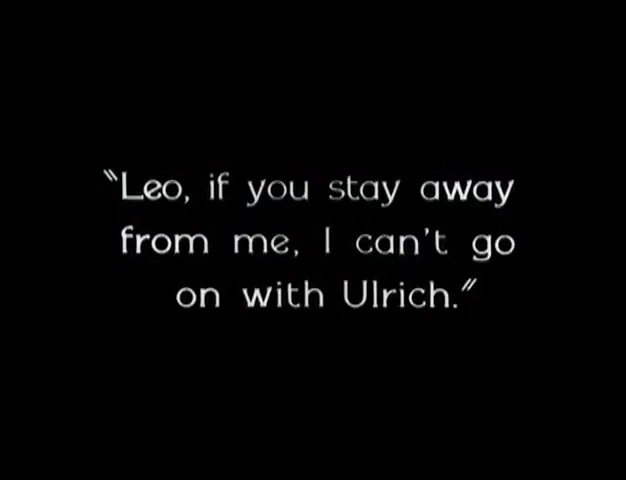 "Leo, if you stay away
from me, I can't go
on with Ulrich."